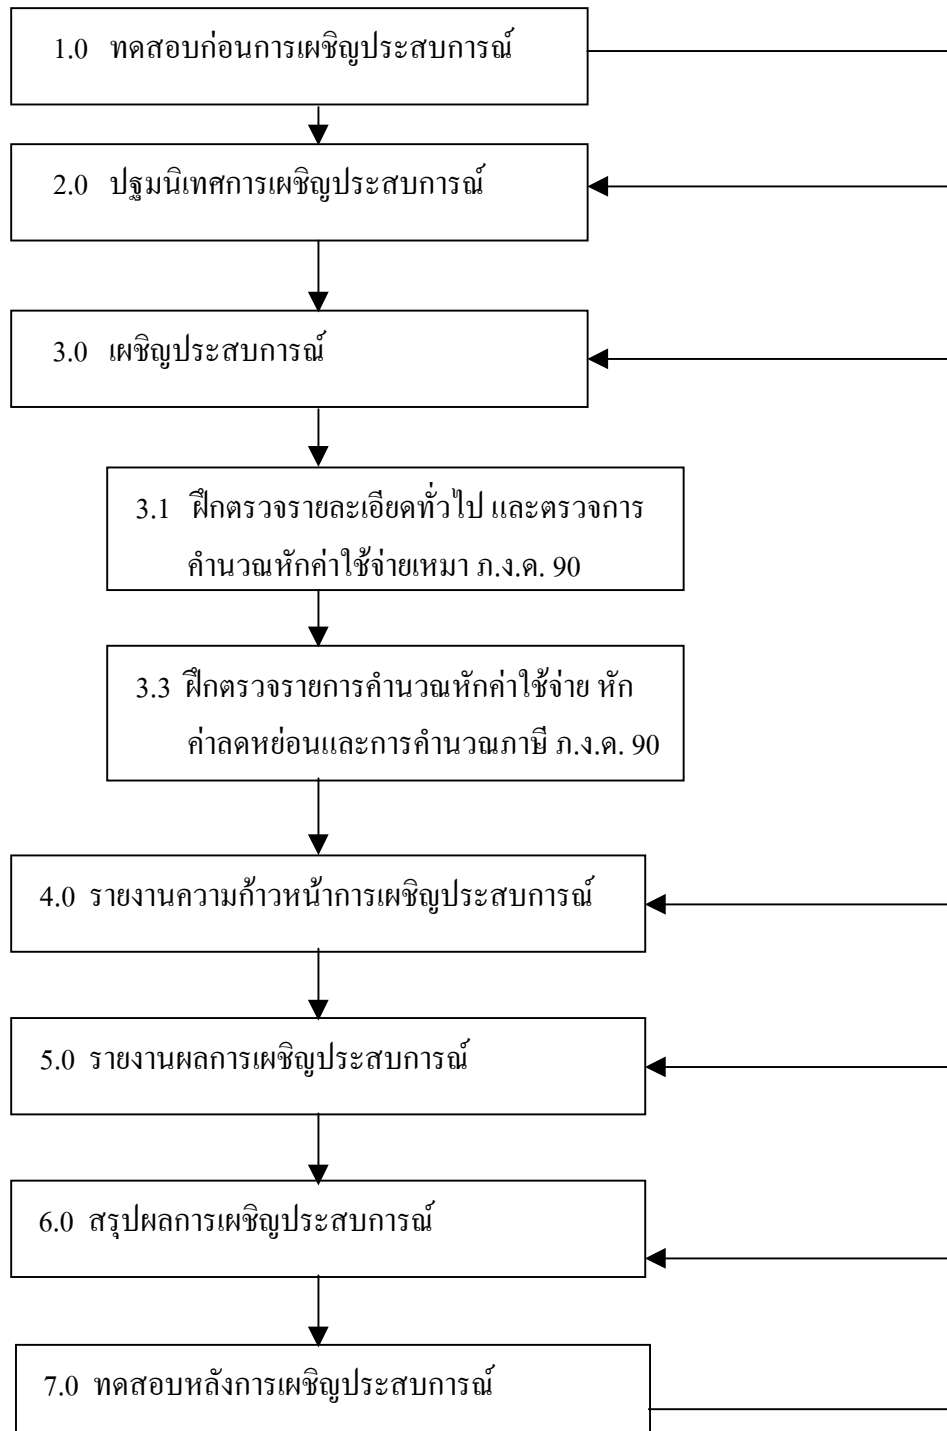 1.0 ทดสอบก่อนการเผชิญประสบการณ์
2.0 ปฐมนิเทศการเผชิญประสบการณ์
3.0 เผชิญประสบการณ์
3.1 ฝึกตรวจรายละเอียดทั่วไป และตรวจการ
คำนวณหักค่าใช้จ่ายเหมา ภ.ง.ด. 90
3.3 ฝึกตรวจรายการคำนวณหักค่าใช้จ่าย หัก
ค่าลดหย่อนและการคำนวณภาษี ภ.ง.ด. 90
4.0 รายงานความก้าวหน้าการเผชิญประสบการณ์
5.0 รายงานผลการเผชิญประสบการณ์
6.0 สรุปผลการเผชิญประสบการณ์
7.0 ทดสอบหลังการเผชิญประสบการณ์